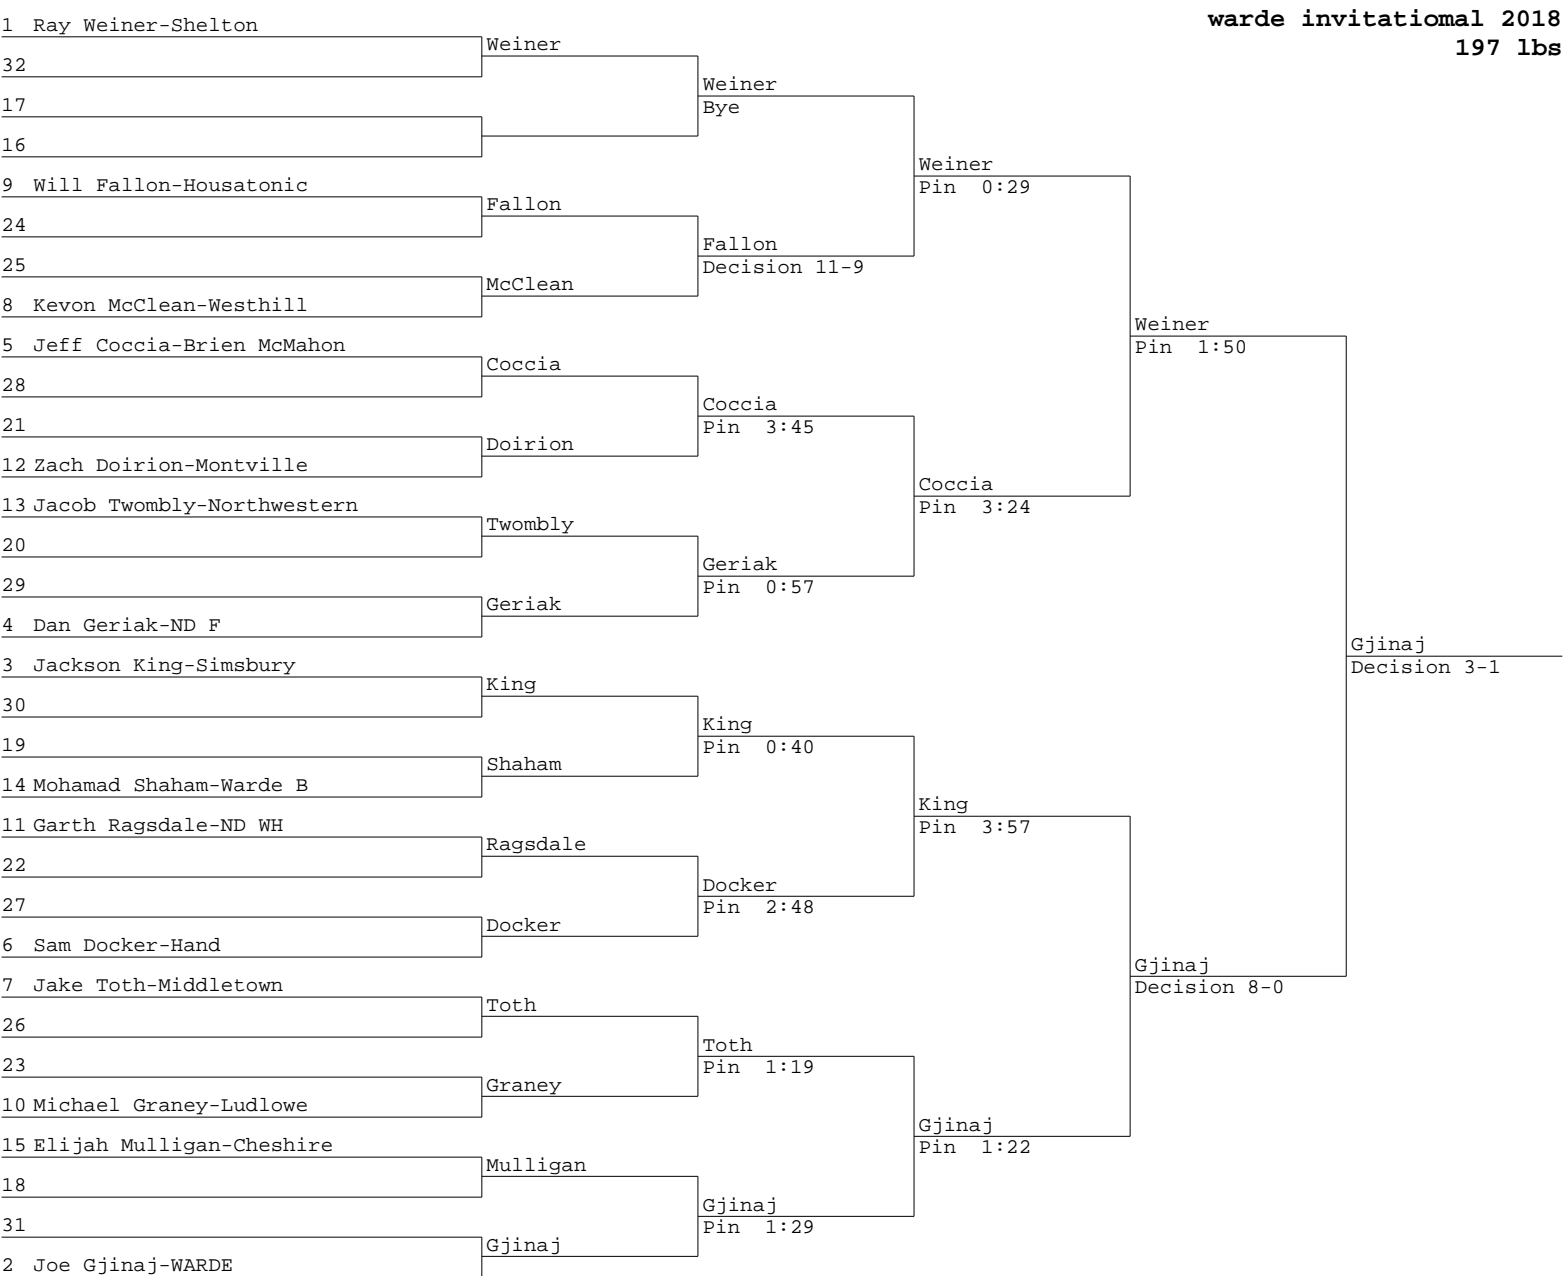 warde invitatiomal 2018
197 lbs
1 Ray Weiner-Shelton
32
17
16
9 Will Fallon-Housatonic
24
25
8 Kevon McClean-Westhill
5 Jeff Coccia-Brien McMahon
28
21
12 Zach Doirion-Montville
13 Jacob Twombly-Northwestern
20
29
4 Dan Geriak-ND F
3 Jackson King-Simsbury
30
19
14 Mohamad Shaham-Warde B
11 Garth Ragsdale-ND WH
22
27
6 Sam Docker-Hand
7 Jake Toth-Middletown
26
23
10 Michael Graney-Ludlowe
15 Elijah Mulligan-Cheshire
18
31
2 Joe Gjinaj-WARDE
Weiner
Fallon
McClean
Coccia
Doirion
Twombly
Geriak
King
Shaham
Ragsdale
Docker
Toth
Graney
Mulligan
Gjinaj
Weiner
Bye
Fallon
Decision 11-9
Coccia
Pin 3:45
Geriak
Pin 0:57
King
Pin 0:40
Docker
Pin 2:48
Toth
Pin 1:19
Gjinaj
Pin 1:29
Weiner
Pin 0:29
Coccia
Pin 3:24
King
Pin 3:57
Gjinaj
Pin 1:22
Weiner
Pin 1:50
Gjinaj
Decision 8-0
Gjinaj
Decision 3-1